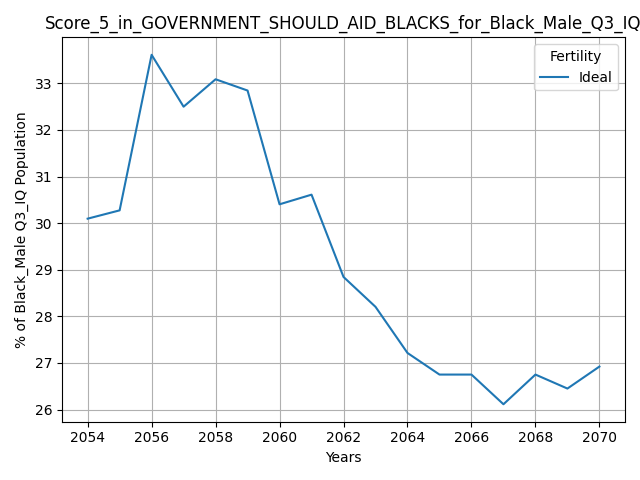 Score_5_in_GOVERNMENT_SHOULD_AID_BLACKS_for_Black_Male_Q3_IQ
Fertility
Ideal
% of Black_Male Q3_IQ Population
33
32
31
30
29
28
27
26
2054 2056 2058 2060 2062 2064 2066 2068 2070
Years